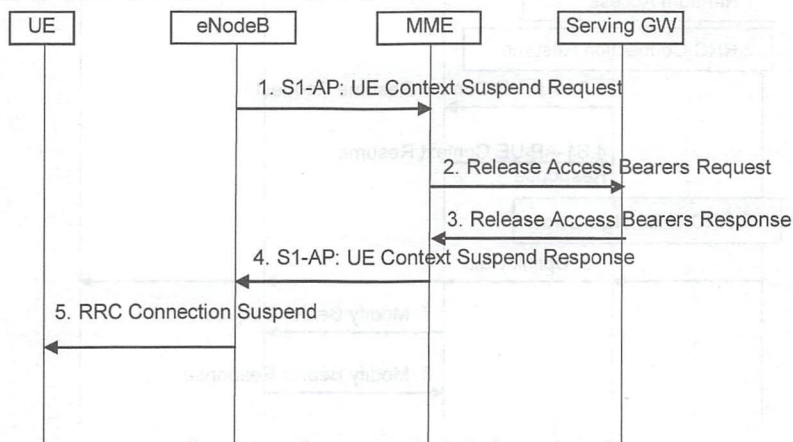 UE eNodeB MME Serving GW
1. S1-AP: UE Context Suspend Request
2. Release Access Bearers Request
3. Release Access Bearers Response
4. S1-AP: UE Context Suspend Response
5. RRC Connection Suspend